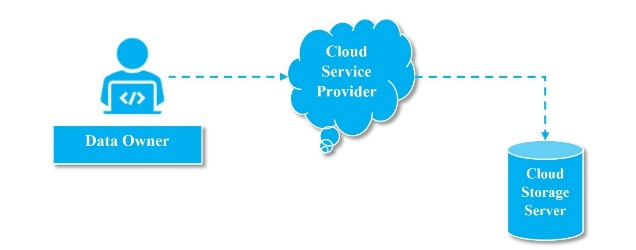 Cloud
Service
Provider
</>
Data Owner
Cloud
Storage
Server